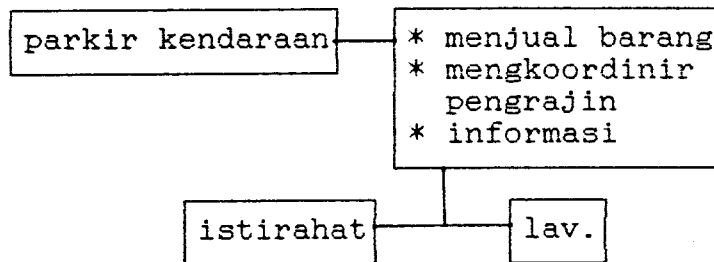 parkir kendaraan
* menjual barang
* mengkoordinir
pengrajin
* informasi
istirahat
lav.